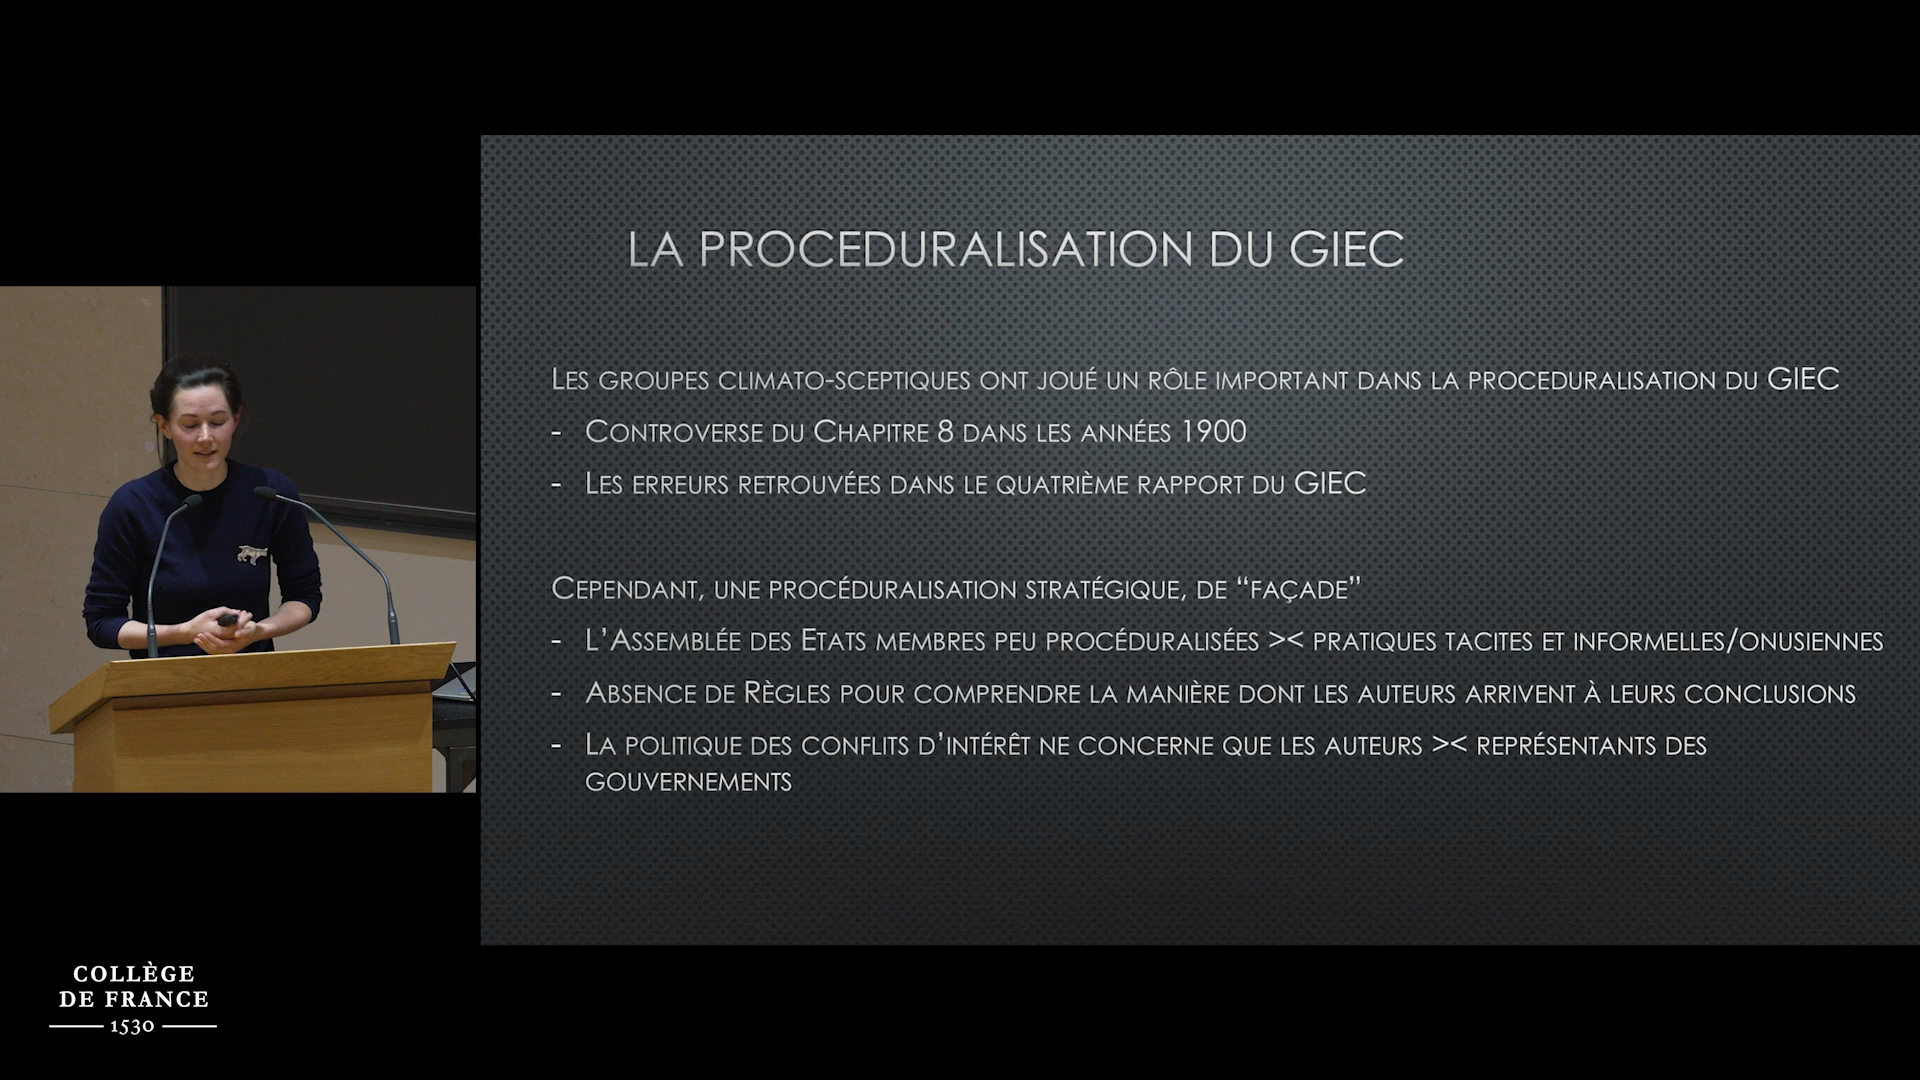 LA PROCEDURALISATION DU GIEC
LES GROUPES CLIMATO-SCEPTIQUES ONT JOUÉ UN RÔLE IMPORTANT DANS LA PROCEDURALISATION DU GIEC
- CONTROVERSE DU CHAPITRE 8 DANS LES ANNÉES 1900
- LES ERREURS RETROUVÉES DANS LE QUATRIÈME RAPPORT DU GIEC
CEPENDANT, UNE PROCÉDURALISATION STRATÉGIQUE, DE “FAÇADE”
- L’ASSEMBLÉE DES ETATS MEMBRES PEU PROCÉDURALISÉES >< PRATIQUES TACITES ET INFORMELLES/ONUSIENNES
- ABSENCE DE RÈGLES POUR COMPRENDRE LA MANIÈRE DONT LES AUTEURS ARRIVENT À LEURS CONCLUSIONS
- LA POLITIQUE DES CONFLITS D’INTÉRÊT NE CONCERNE QUE LES AUTEURS >< REPRÉSENTANTS DES
GOUVERNEMENTS
COLLÈGE
DE FRANCE
1530